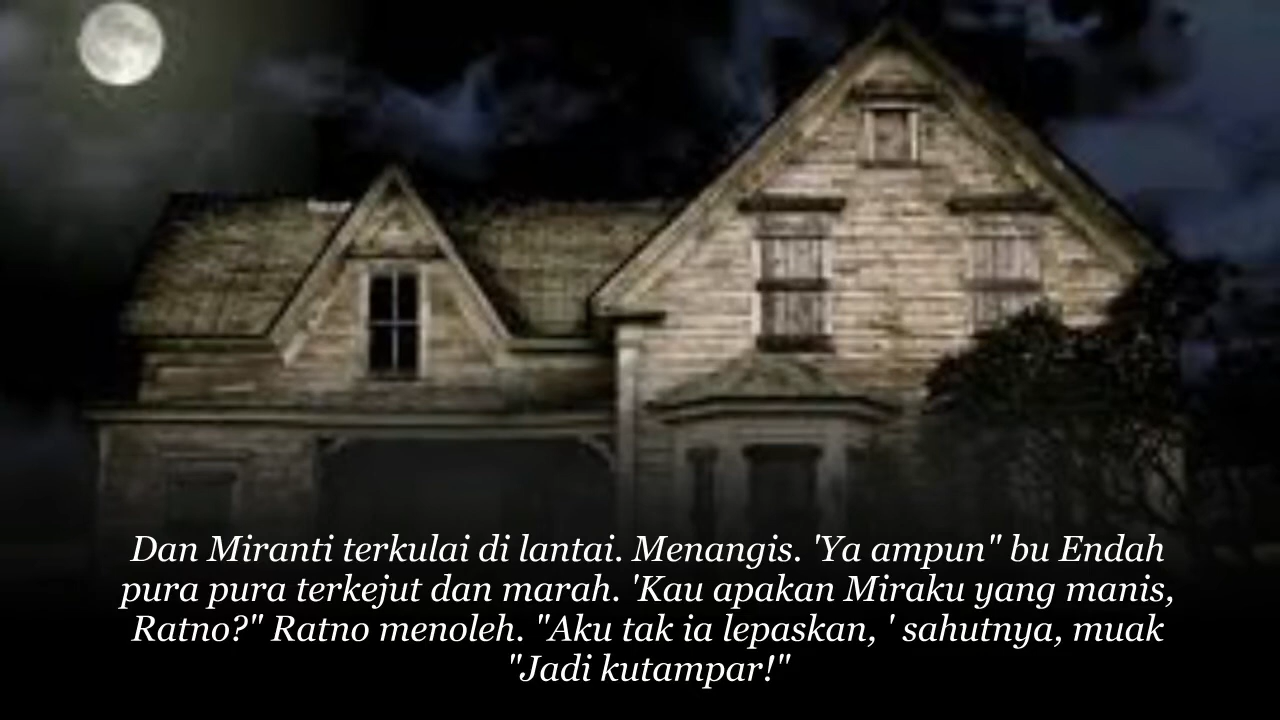 Dan Miranti terkulai di lantai. Menangis. 'Ya ampun" bu Endah
pura pura terkejut dan marah. 'Kau apakan Miraku yang manis,
Ratno?" Ratno menoleh. "Aku tak ia lepaskan, ' sahutnya, muak
"Jadi kutampar!"